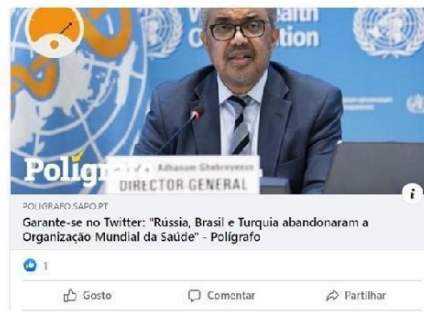 Health
Organization
Polígrafo
Adhanom Ghebreyesus
DIRECTOR GENERAL
POLIGRAFO.SAPO.PT
Garante-se no Twitter: "Rússia, Brasil e Turquia abandonaram a
Organização Mundial da Saúde" - Polígrafo
1
Gosto
Comentar
Partilhar